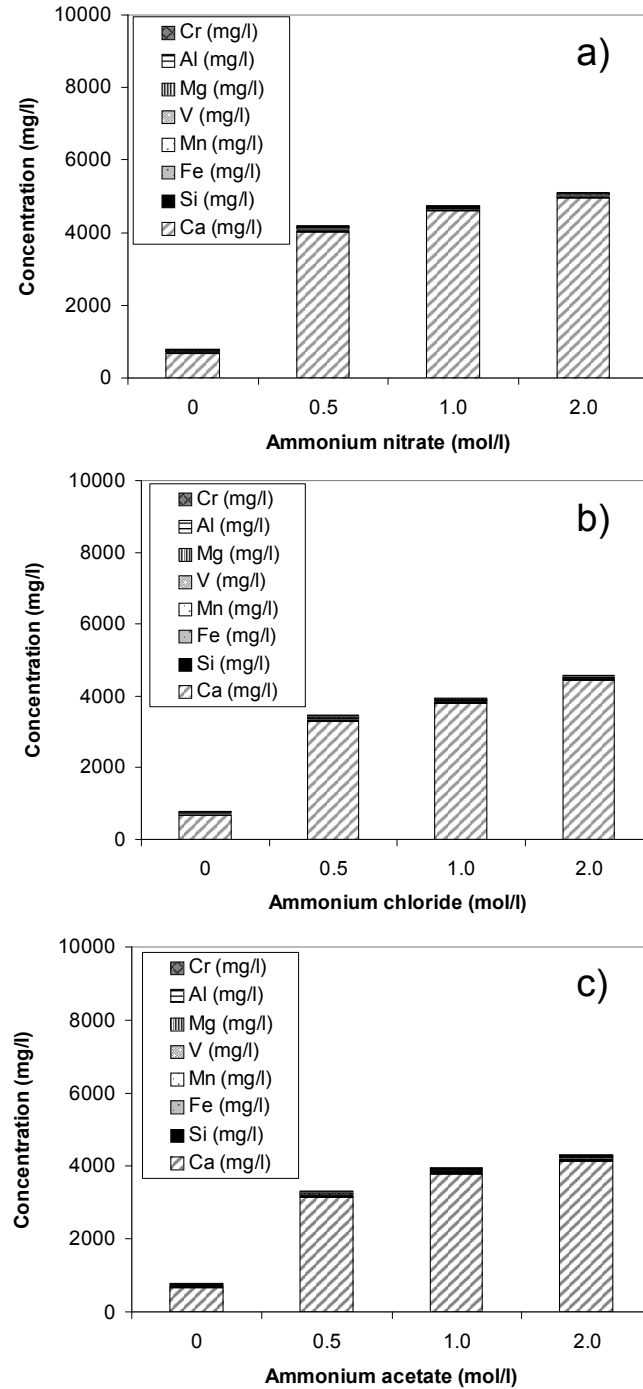 a)
Cr (mg/l)
Al (mg/l)
Mg (mg/l)
V (mg/l)
Mn (mg/l)
Fe (mg/l)
Si (mg/l)
Ca (mg/l)
Concentration (mg/l)
10000
8000
6000
4000
2000
0
0 0.5 1.0 2.0
Ammonium nitrate (mol/l)
b)
Cr (mg/l)
Al (mg/l)
Mg (mg/l)
V (mg/l)
Mn (mg/l)
Fe (mg/l)
Si (mg/l)
Ca (mg/l)
Concentration (mg/l)
10000
8000
6000
4000
2000
0
0 0.5 1.0 2.0
Ammonium chloride (mol/l)
c)
Cr (mg/l)
Al (mg/l)
Mg (mg/l)
V (mg/l)
Mn (mg/l)
Fe (mg/l)
Si (mg/l)
Ca (mg/l)
Concentration (mg/l)
10000
8000
6000
4000
2000
0
0 0.5 1.0 2.0
Ammonium acetate (mol/l)